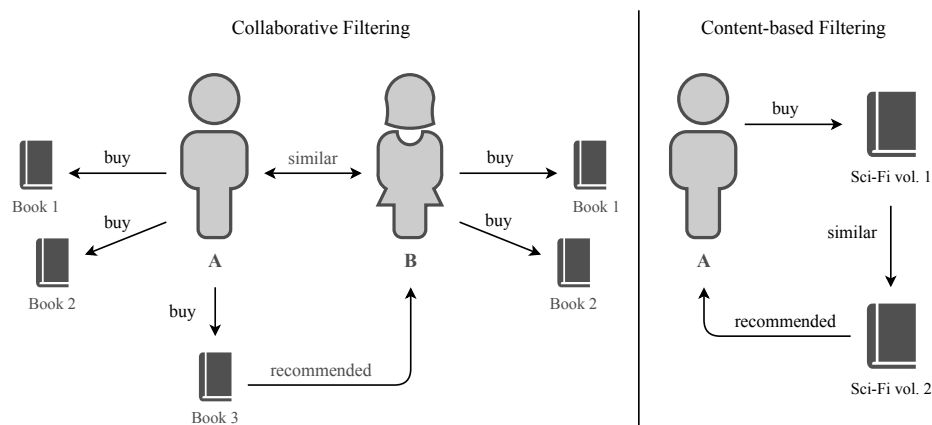 Collaborative Filtering
buy
Book 1
buy
Book 2
A
similar
B
buy
Book 1
buy
Book 2
buy
Book 3
recommended
Content-based Filtering
buy
Sci-Fi vol. 1
similar
A
recommended
Sci-Fi vol. 2